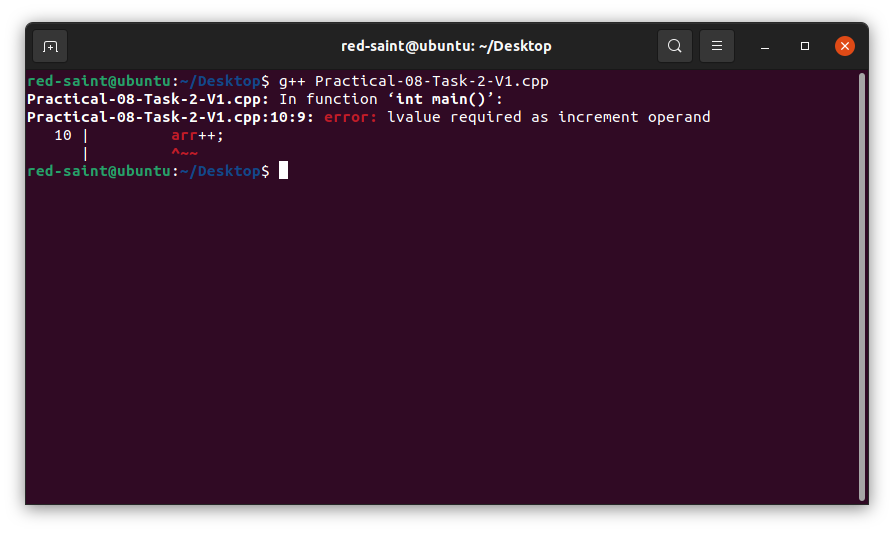 red-saint@ubuntu: ~/Desktop
red-saint@ubuntu:~/Desktop$ g++ Practical-08-Task-2-V1.cpp
Practical-08-Task-2-V1.cpp: In function ‘int main()’:
Practical-08-Task-2-V1.cpp:10:9: error: lvalue required as increment operand
   10 |         arr++;
      |         ^~~
red-saint@ubuntu:~/Desktop$